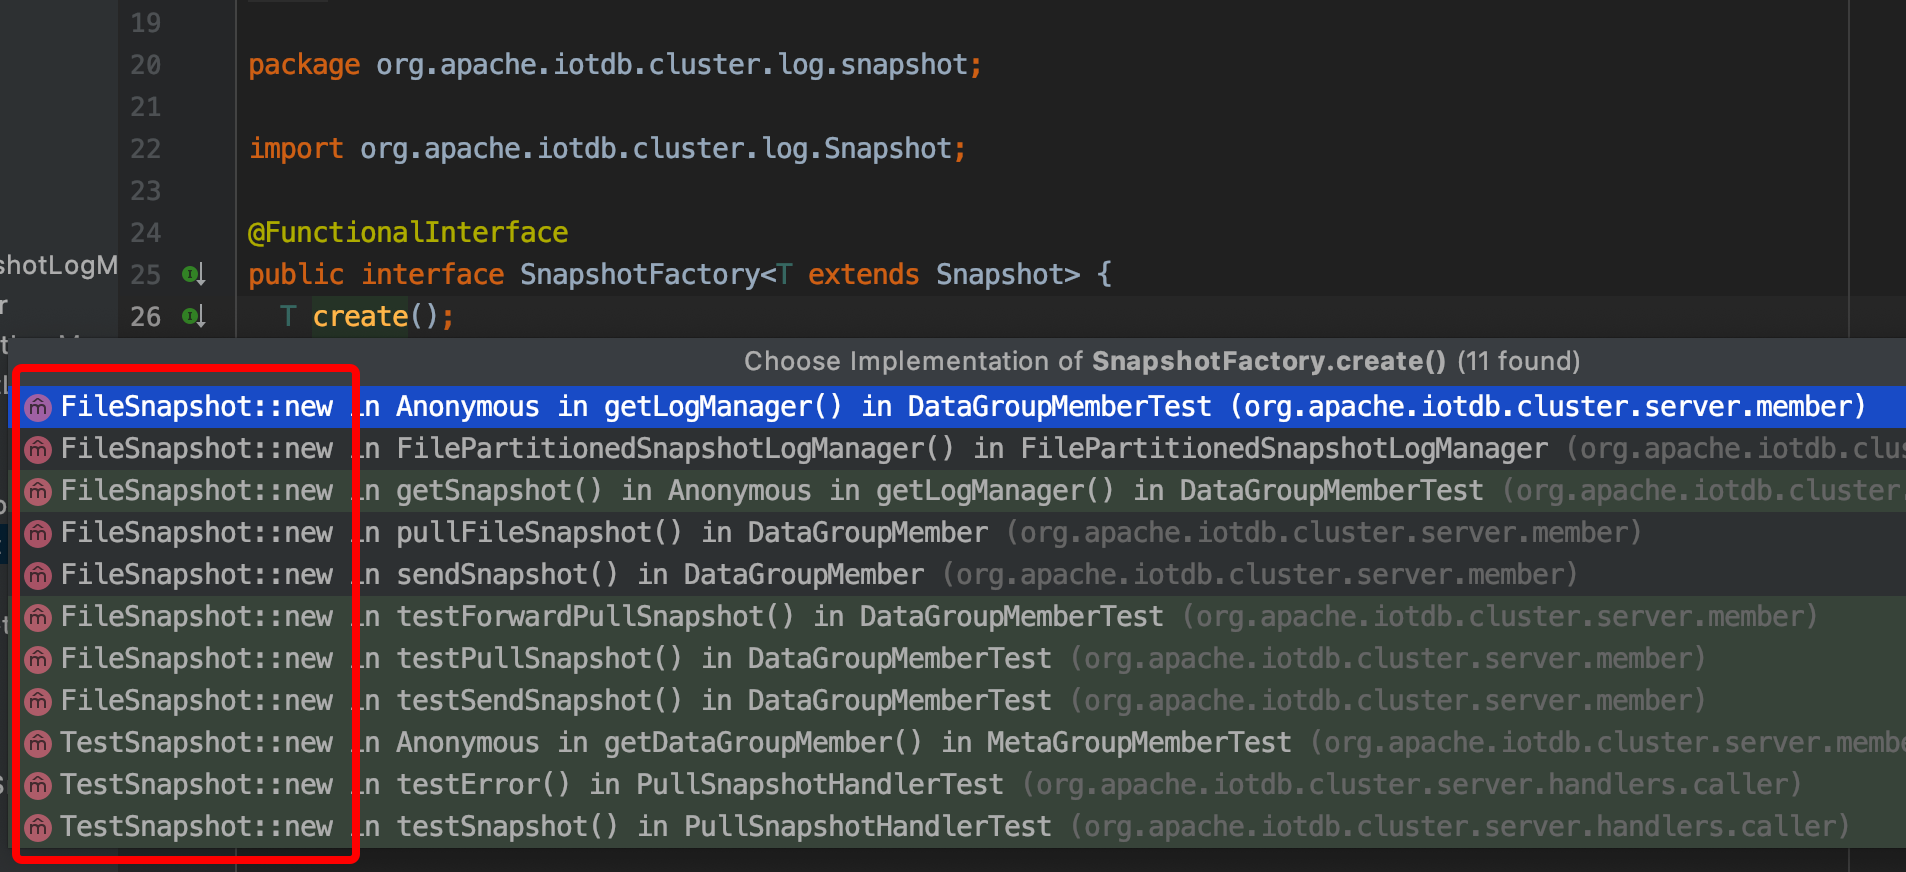 19
20 package org.apache.iotdb.cluster.log.snapshot;
21
22 import org.apache.iotdb.cluster.log.Snapshot;
23
24 @FunctionalInterface
shotLogM 25 public interface SnapshotFactory<T extends Snapshot> {
r
26 T create();
Choose Implementation of SnapshotFactory.create() (11 found)
FileSnapshot::new in Anonymous in getLogManager() in DataGroupMemberTest (org.apache.iotdb.cluster.server.member)
FileSnapshot::new in FilePartitionedSnapshotLogManager() in FilePartitionedSnapshotLogManager (org.apache.iotdb.clus
FileSnapshot::new in getSnapshot() in Anonymous in getLogManager() in DataGroupMemberTest (org.apache.iotdb.cluster.
FileSnapshot::new in pullFileSnapshot() in DataGroupMember (org.apache.iotdb.cluster.server.member)
FileSnapshot::new in sendSnapshot() in DataGroupMember (org.apache.iotdb.cluster.server.member)
FileSnapshot::new in testForwardPullSnapshot() in DataGroupMemberTest (org.apache.iotdb.cluster.server.member)
FileSnapshot::new in testPullSnapshot() in DataGroupMemberTest (org.apache.iotdb.cluster.server.member)
FileSnapshot::new in testSendSnapshot() in DataGroupMemberTest (org.apache.iotdb.cluster.server.member)
TestSnapshot::new in Anonymous in getDataGroupMember() in MetaGroupMemberTest (org.apache.iotdb.cluster.server.membe
TestSnapshot::new in testError() in PullSnapshotHandlerTest (org.apache.iotdb.cluster.server.handlers.caller)
TestSnapshot::new in testSnapshot() in PullSnapshotHandlerTest (org.apache.iotdb.cluster.server.handlers.caller)